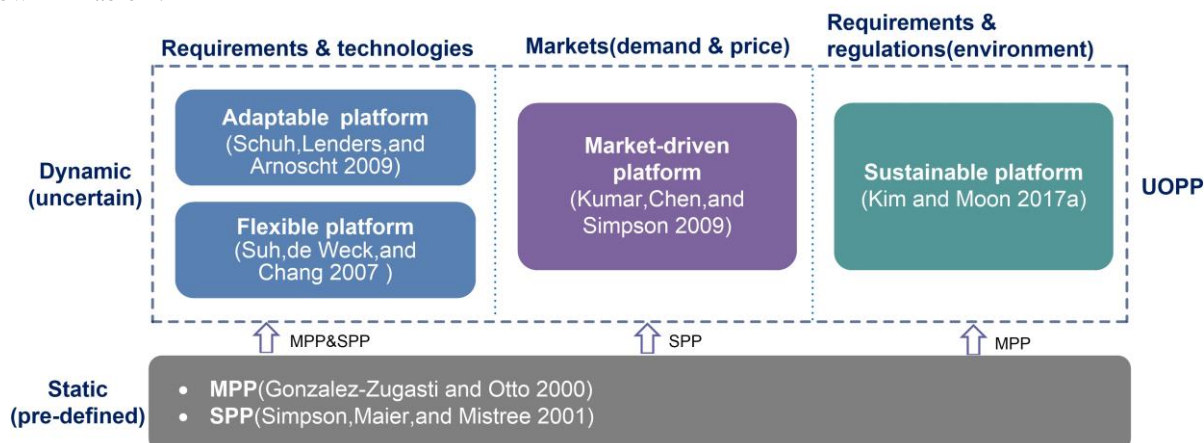 Requirements & technologies
Markets(demand & price)
Requirements &
regulations(environment)
Dynamic
(uncertain)
Adaptable platform
(Schuh,Lenders,and
Arnoscht 2009)
Flexible platform
(Suh,de Weck,and
Chang 2007 )
Market-driven
platform
(Kumar,Chen,and
Simpson 2009)
Sustainable platform
(Kim and Moon 2017a)
UOPP
MPP&SPP
SPP
MPP
Static
(pre-defined)
• MPP(Gonzalez-Zugasti and Otto 2000)
• SPP(Simpson,Maier,and Mistree 2001)